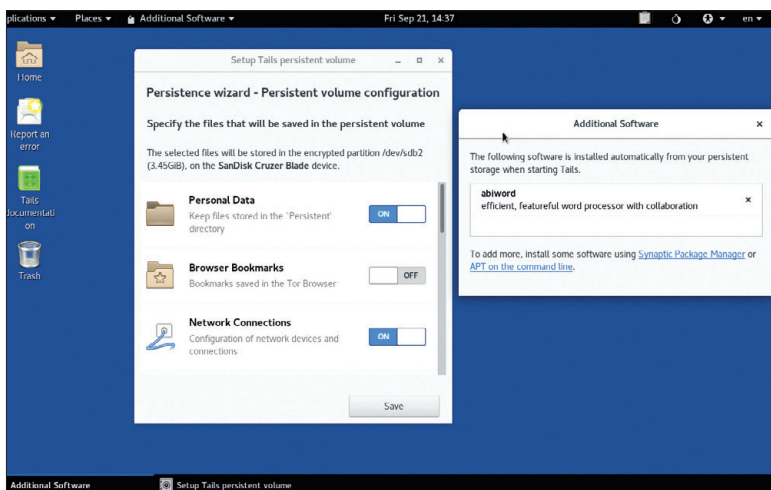 plications ▾ Places ▾ Additional Software ▾ Fri Sep 21, 14:37 en ▾
Home
Report an
error
Tails
documentati
on
Trash
Setup Tails persistent volume
Persistence wizard - Persistent volume configuration
Specify the files that will be saved in the persistent volume
The selected files will be stored in the encrypted partition /dev/sdb2
(3.45GiB), on the SanDisk Cruzer Blade device.
Personal Data
Keep files stored in the 'Persistent'
directory
ON
Browser Bookmarks
Bookmarks saved in the Tor Browser
OFF
Network Connections
Configuration of network devices and
connections
ON
Save
Additional Software
The following software is installed automatically from your persistent
storage when starting Tails.
abiword
efficient, featureful word processor with collaboration
To add more, install some software using Synaptic Package Manager or
APT on the command line.
Additional Software Setup Tails persistent volume